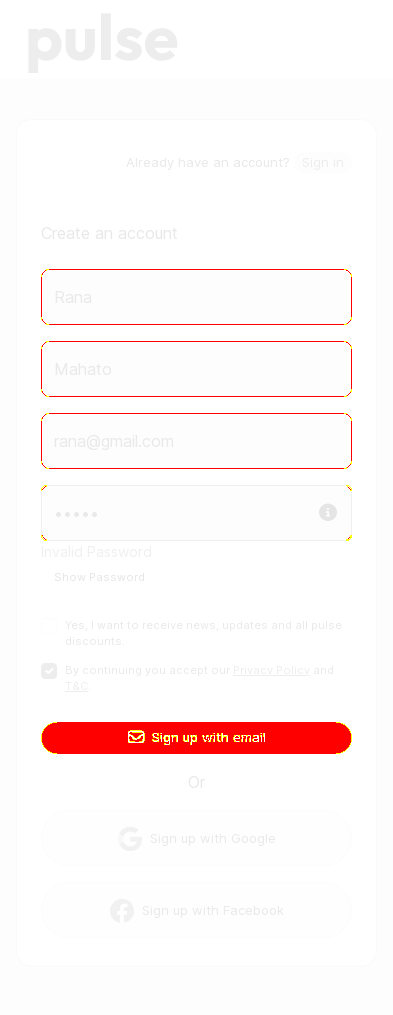 pulse
Already have an account? Sign in
Create an account
Rana
Mahato
rana@gmail.com
•••••
Invalid Password
Show Password
Yes, I want to receive news, updates and all pulse
discounts.
By continuing you accept our Privacy Policy and
T&C
Sign up with email
Or
Sign up with Google
Sign up with Facebook